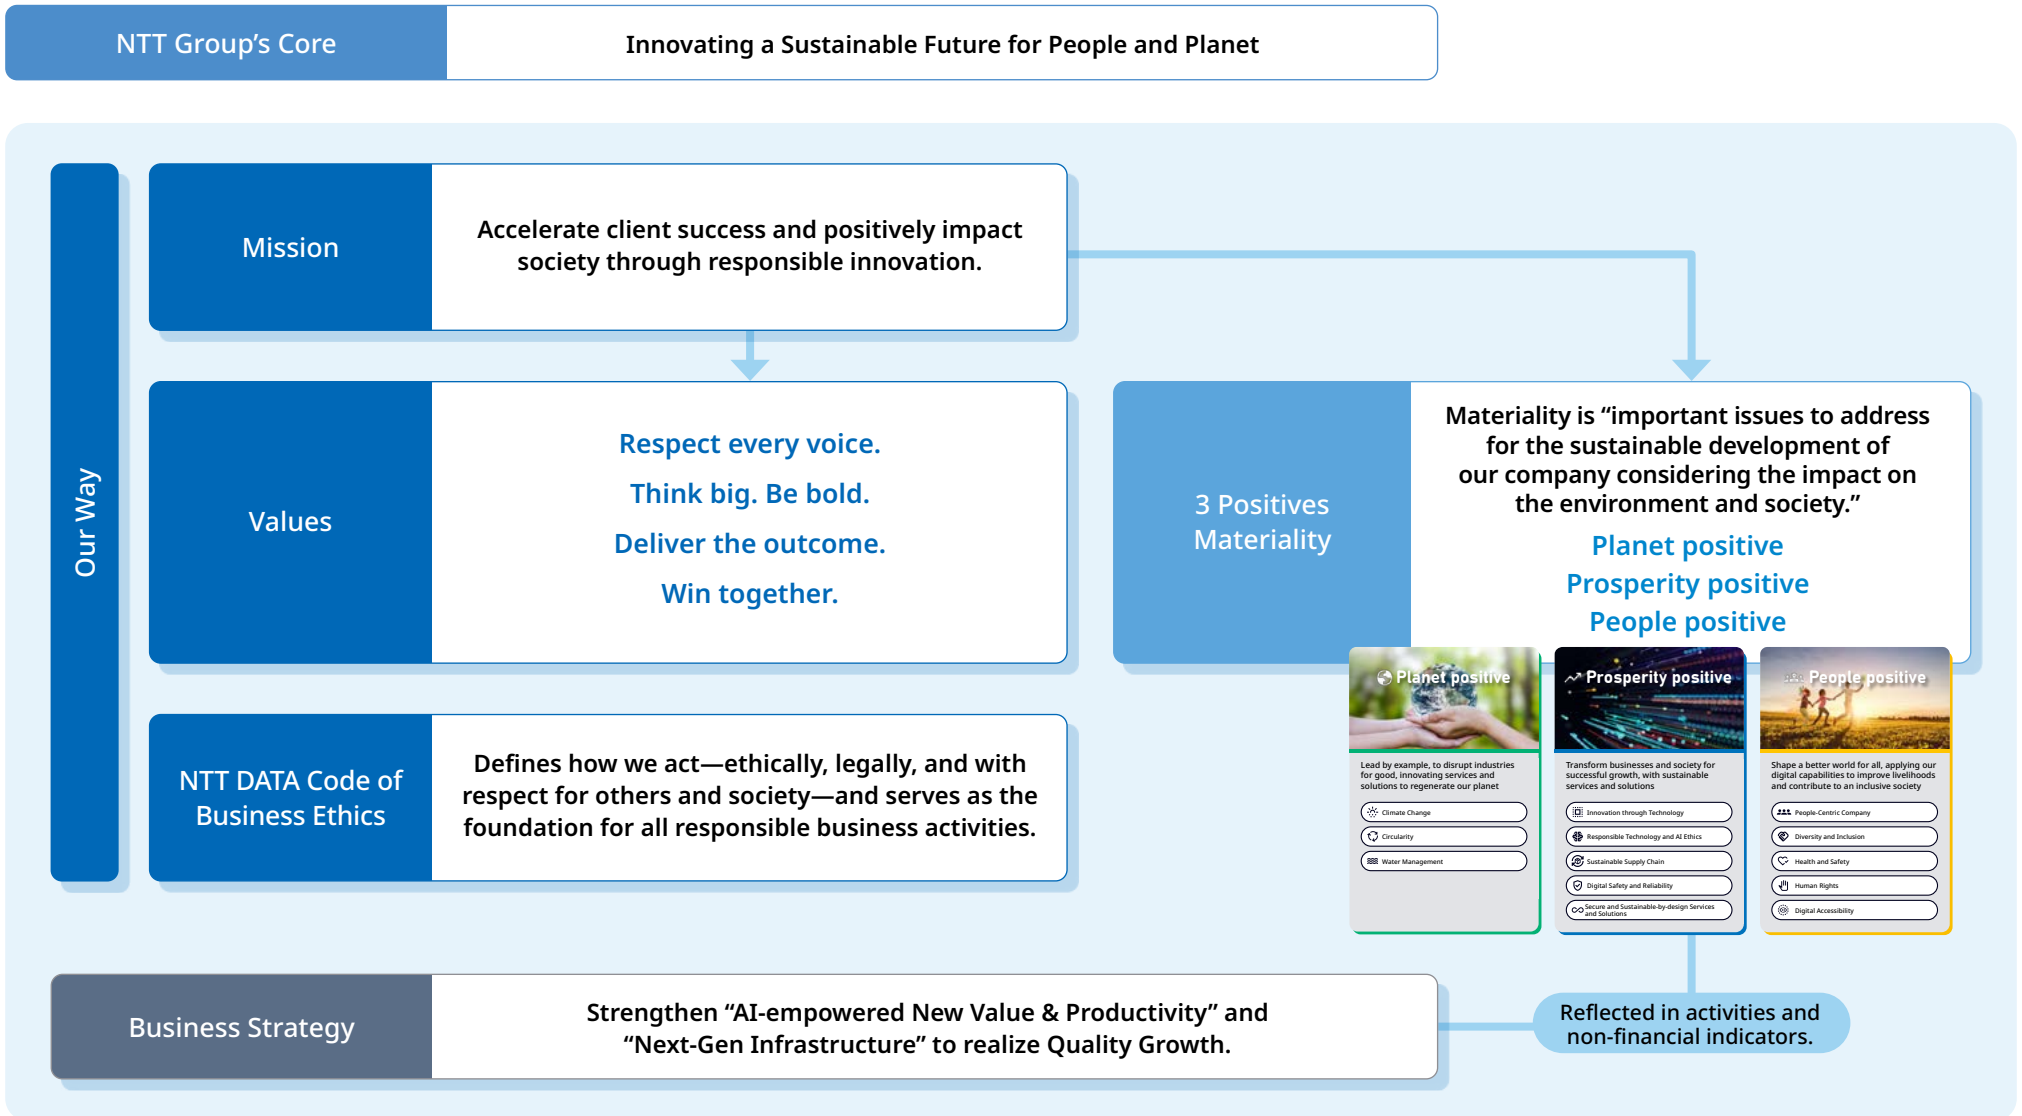 NTT Group’s Core
Innovating a Sustainable Future for People and Planet
Our Way
Mission
Accelerate client success and positively impact
society through responsible innovation.
Values
Respect every voice.
Think big. Be bold.
Deliver the outcome.
Win together.
3 Positives
Materiality
Materiality is “important issues to address
for the sustainable development of
our company considering the impact on
the environment and society.”
Planet positive
Prosperity positive
People positive
Planet positive
Lead by example, to disrupt industries
for good, innovating services and
solutions to regenerate our planet
Climate Change
Circularity
Water Management
Prosperity positive
Transform businesses and society for
successful growth, with sustainable
services and solutions
Innovation through Technology
Responsible Technology and AI Ethics
Sustainable Supply Chain
Digital Safety and Reliability
Secure and Sustainable-by-design Services
and Solutions
People positive
Shape a better world for all, applying our
digital capabilities to improve livelihoods
and contribute to an inclusive society
People-Centric Company
Diversity and Inclusion
Health and Safety
Human Rights
Digital Accessibility
NTT DATA Code of
Business Ethics
Defines how we act—ethically, legally, and with
respect for others and society—and serves as the
foundation for all responsible business activities.
Business Strategy
Strengthen “AI-empowered New Value & Productivity” and
“Next-Gen Infrastructure” to realize Quality Growth.
Reflected in activities and
non-financial indicators.